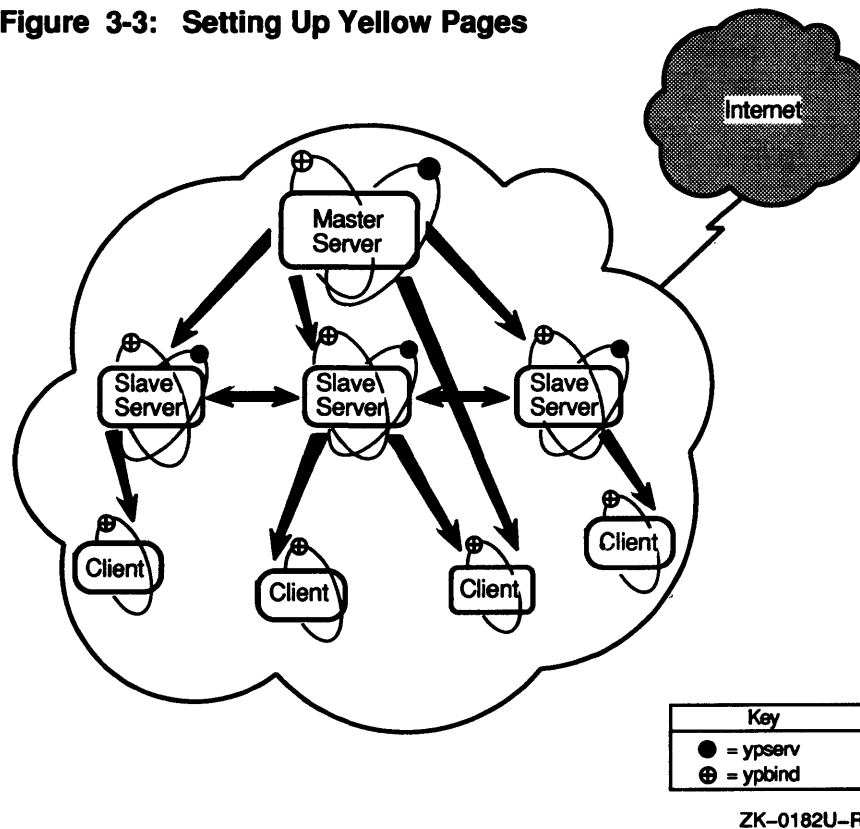 Figure 3-3: Setting Up Yellow Pages
Internet
Master
Server
Slave
Server
Slave
Server
Slave
Server
Client
Client
Client
Client
Key
= ypserv
= ypbind
ZK-0182U-R